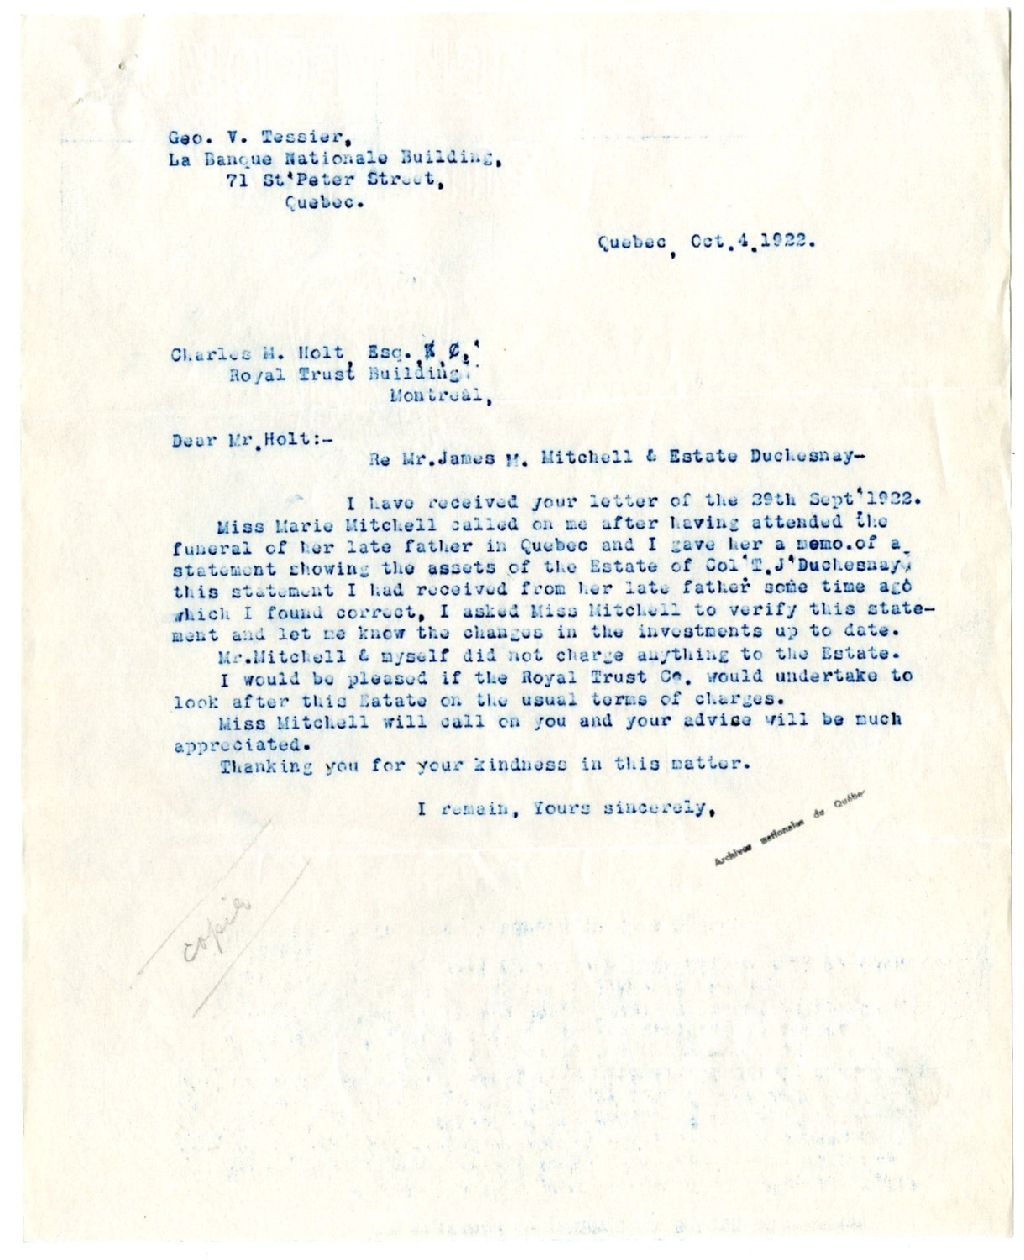 Geo. V. Tessier,
La Banque Nationale Building,
71 St'Peter Street,
Quebec.
Quebec, Oct.4.1922.
Charles M. Holt, Esq. K.C.'
Royal Trust Building
Montreal,
Dear Mr.Holt:-
Re Mr.James M. Mitchell & Estate Duchesnay-
I have received your letter of the 29th Sept'1922.
Miss Marie Mitchell called on me after having attended the
funeral of her late father in Quebec and I gave her a memo.of a
statement showing the assets of the Estate of Col'T.J'Duchesnay,
this statement I had received from her late father some time ago
which I found correct, I asked Miss Mitchell to verify this state-
ment and let me know the changes in the investments up to date.
Mr.Mitchell & myself did not charge anything to the Estate.
I would be pleased if the Royal Trust Co. would undertake to
look after this Eatate on the usual terms of charges.
Miss Mitchell will call on you and your advise will be much
appreciated.
Thanking you for your kindness in this matter.
I remain, Yours sincerely,
Archives nationales du Québec
copie